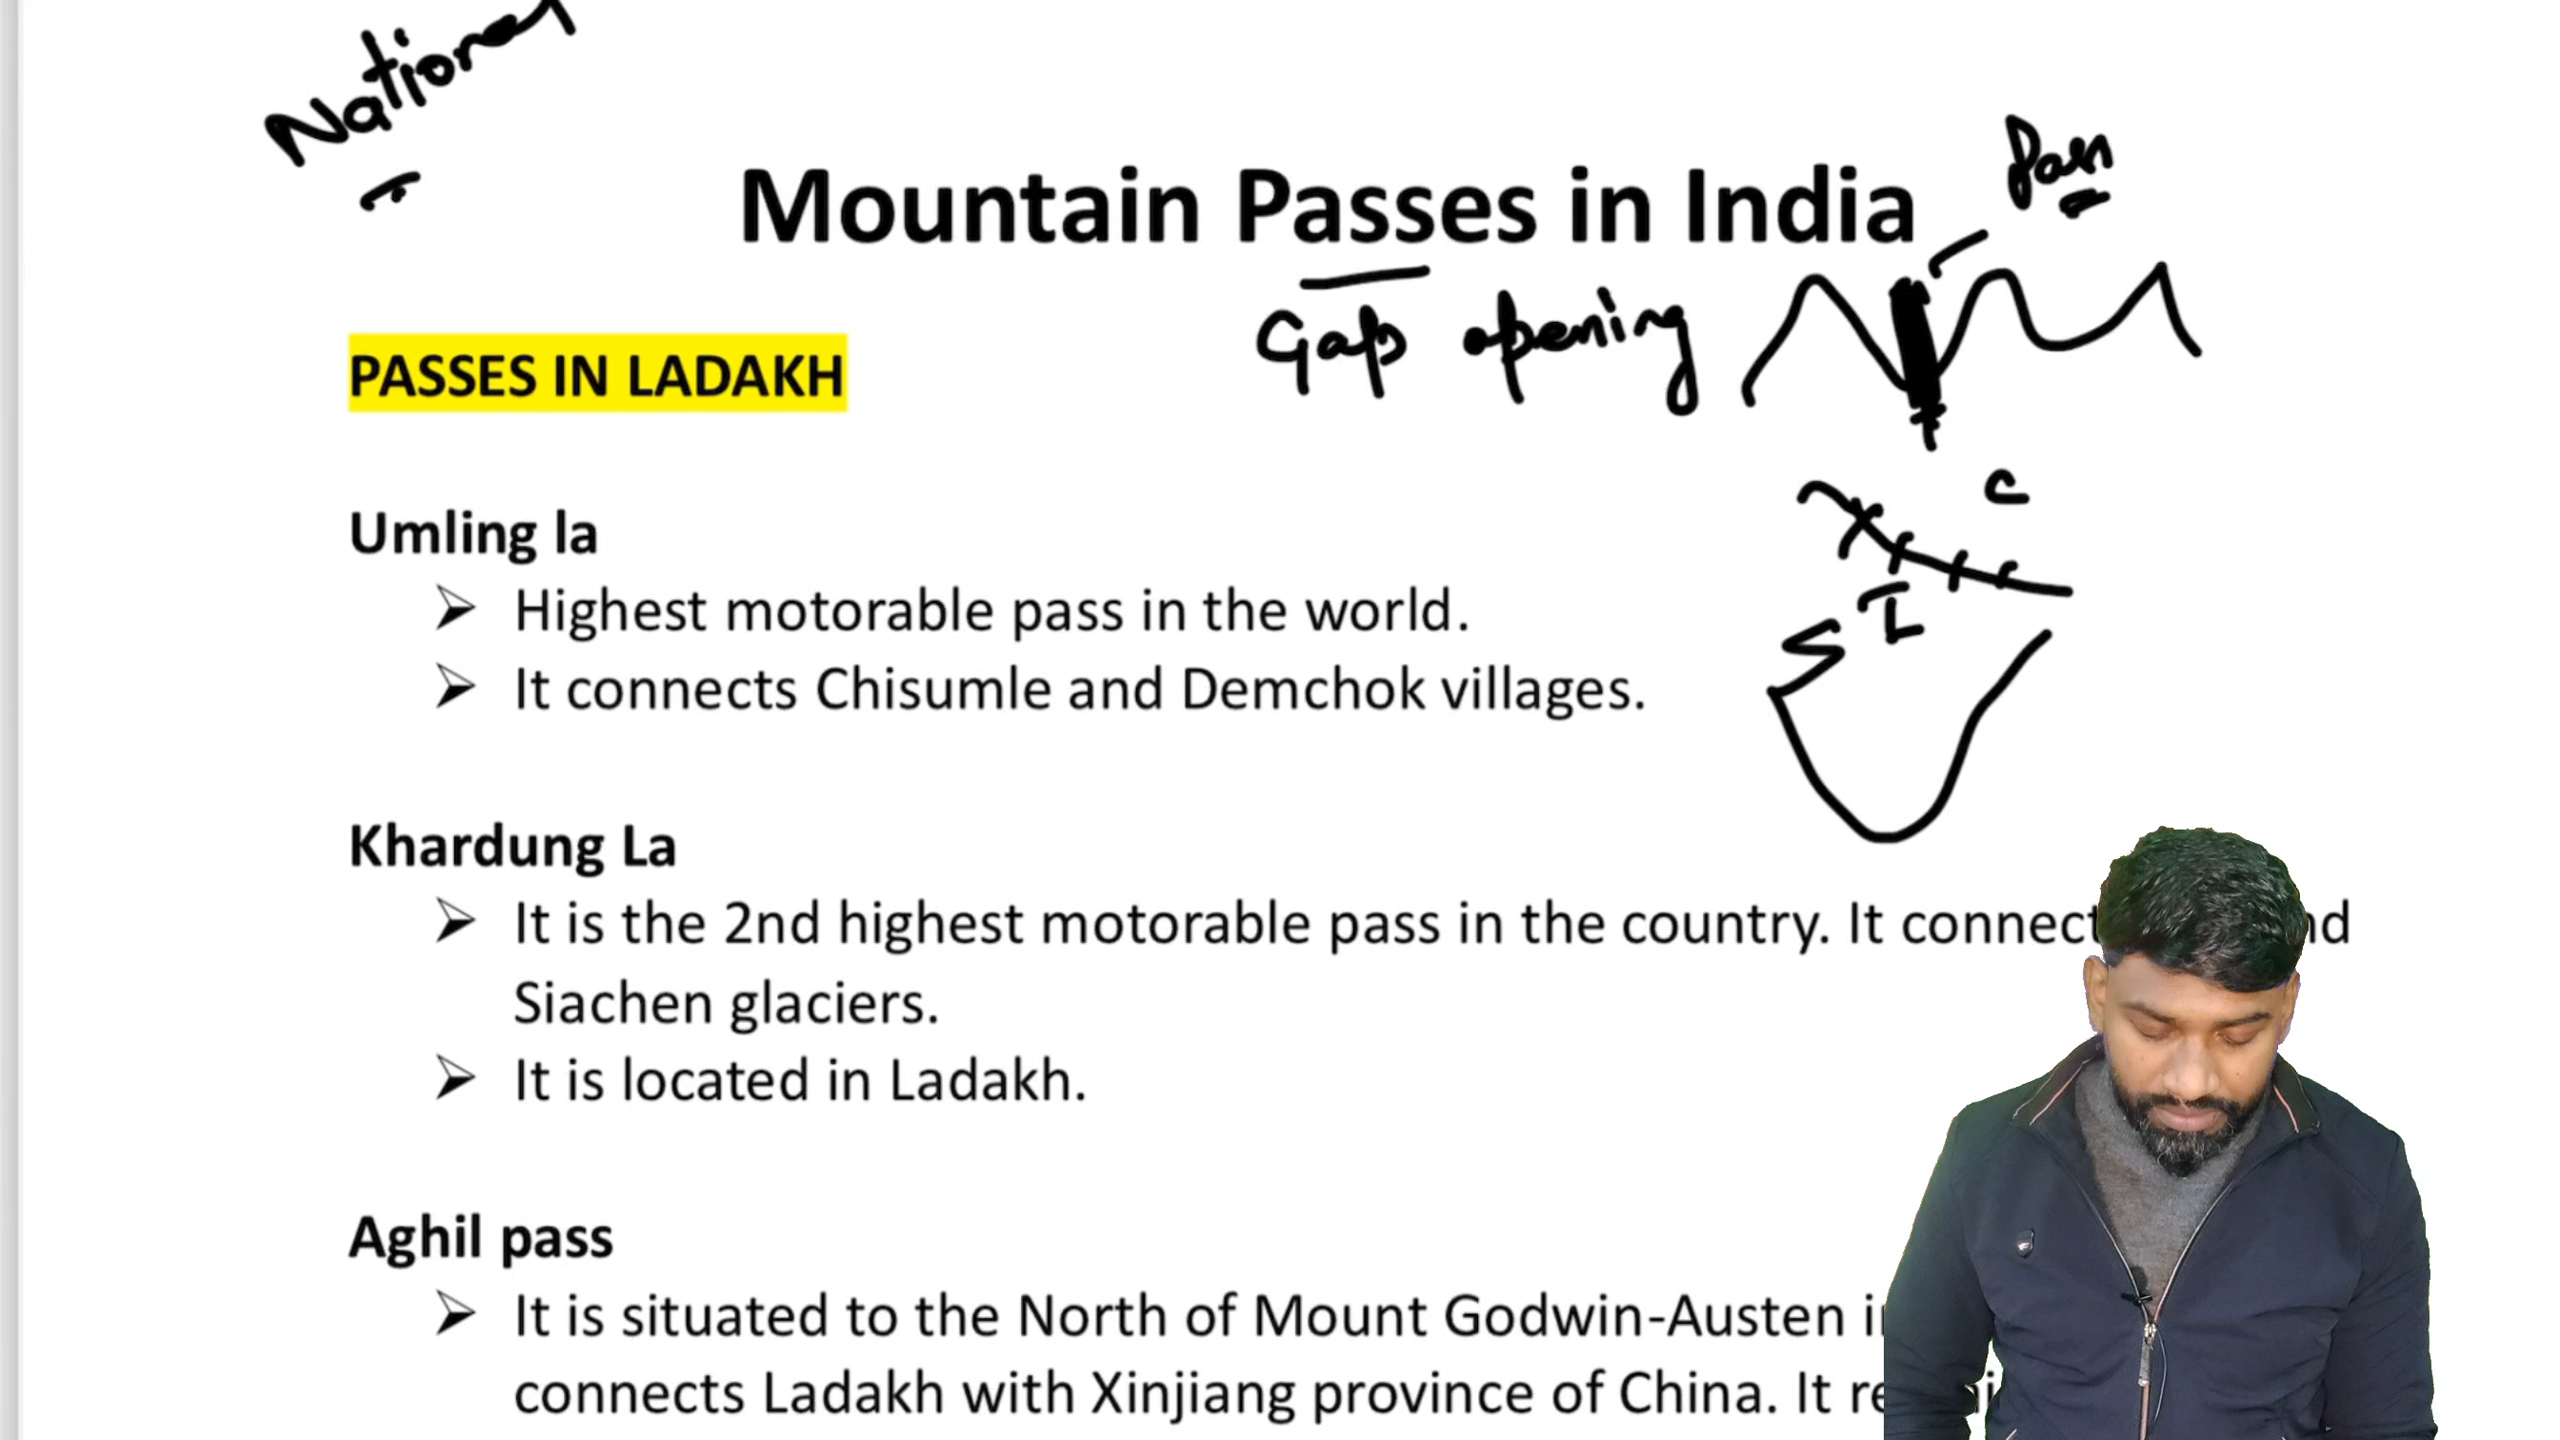 National
Pass
Mountain Passes in India
Gap opening
PASSES IN LADAKH
C
I
Umling la
➤ Highest motorable pass in the world.
➤ It connects Chisumle and Demchok villages.
Khardung La
➤ It is the 2nd highest motorable pass in the country. It connect
Siachen glaciers.
➤ It is located in Ladakh.
Aghil pass
➤ It is situated to the North of Mount Godwin-Austen
connects Ladakh with Xinjiang province of China. It